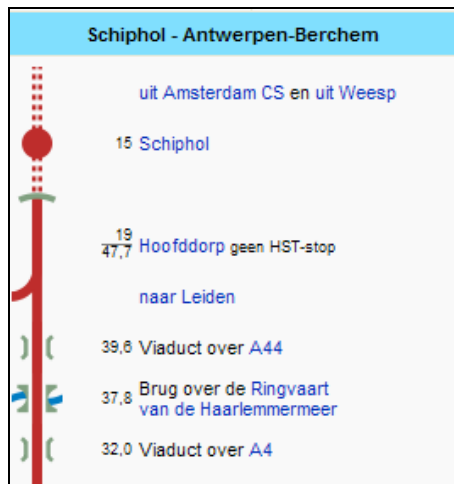 Schiphol - Antwerpen-Berchem
uit Amsterdam CS en uit Weesp
15 Schiphol
19
47,7 Hoofddorp geen HST-stop
naar Leiden
39,6 Viaduct over A44
37,8 Brug over de Ringvaart
van de Haarlemmermeer
32,0 Viaduct over A4